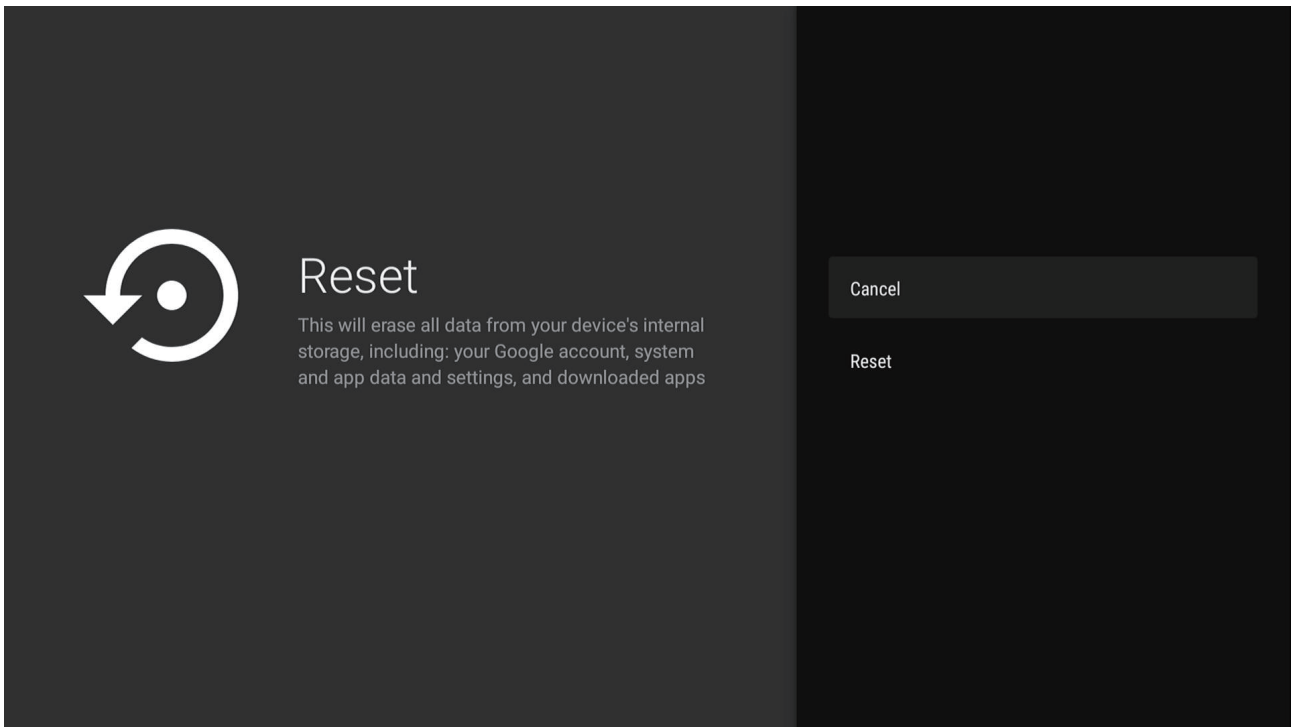 Reset
This will erase all data from your device's internal
storage, including: your Google account, system
and app data and settings, and downloaded apps
Cancel
Reset